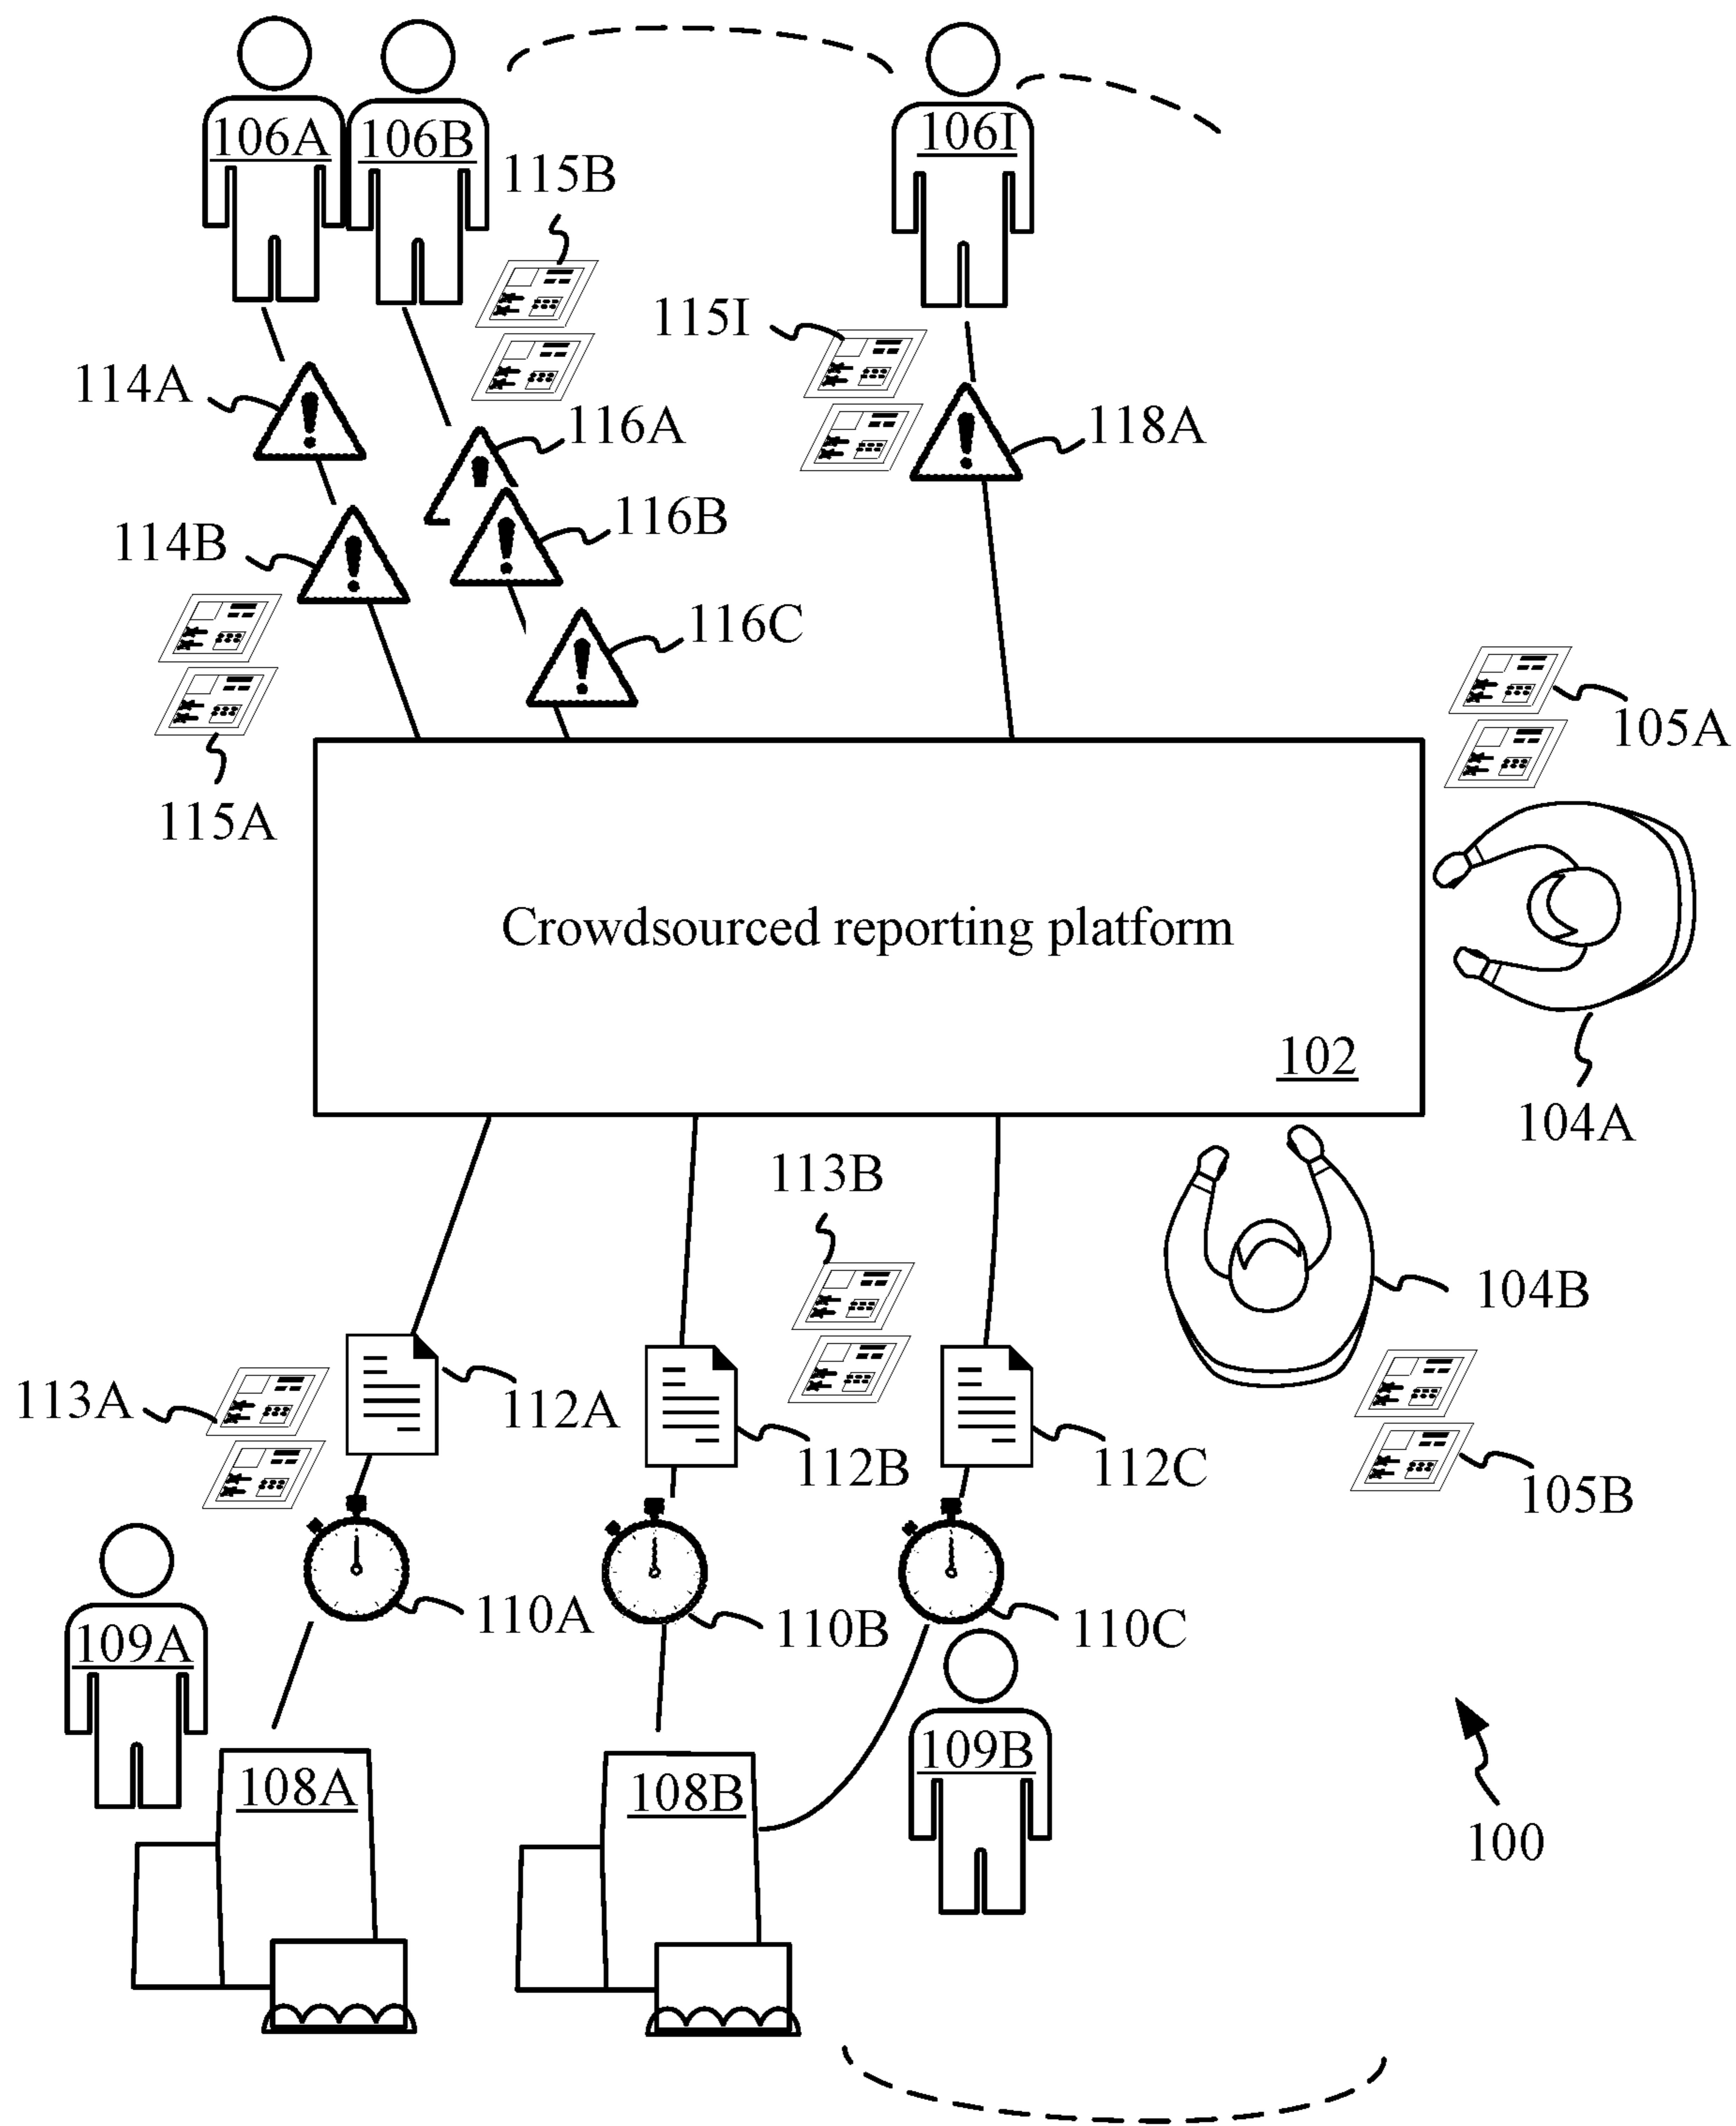 106A
106B
106I
115B
115I
114A
116A
118A
116B
114B
116C
105A
115A
Crowdsourced reporting platform
102
104A
113B
104B
113A
112A
112B
112C
105B
110A
110B
110C
109A
109B
108A
108B
100